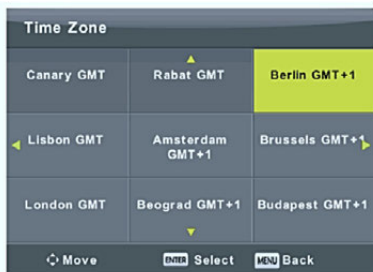 Time Zone
Canary GMT
Rabat GMT
Berlin GMT+1
Lisbon GMT
Amsterdam
GMT+1
Brussels GMT+1
London GMT
Beograd GMT+1
Budapest GMT+1
Move
ENTER Select
MENU Back